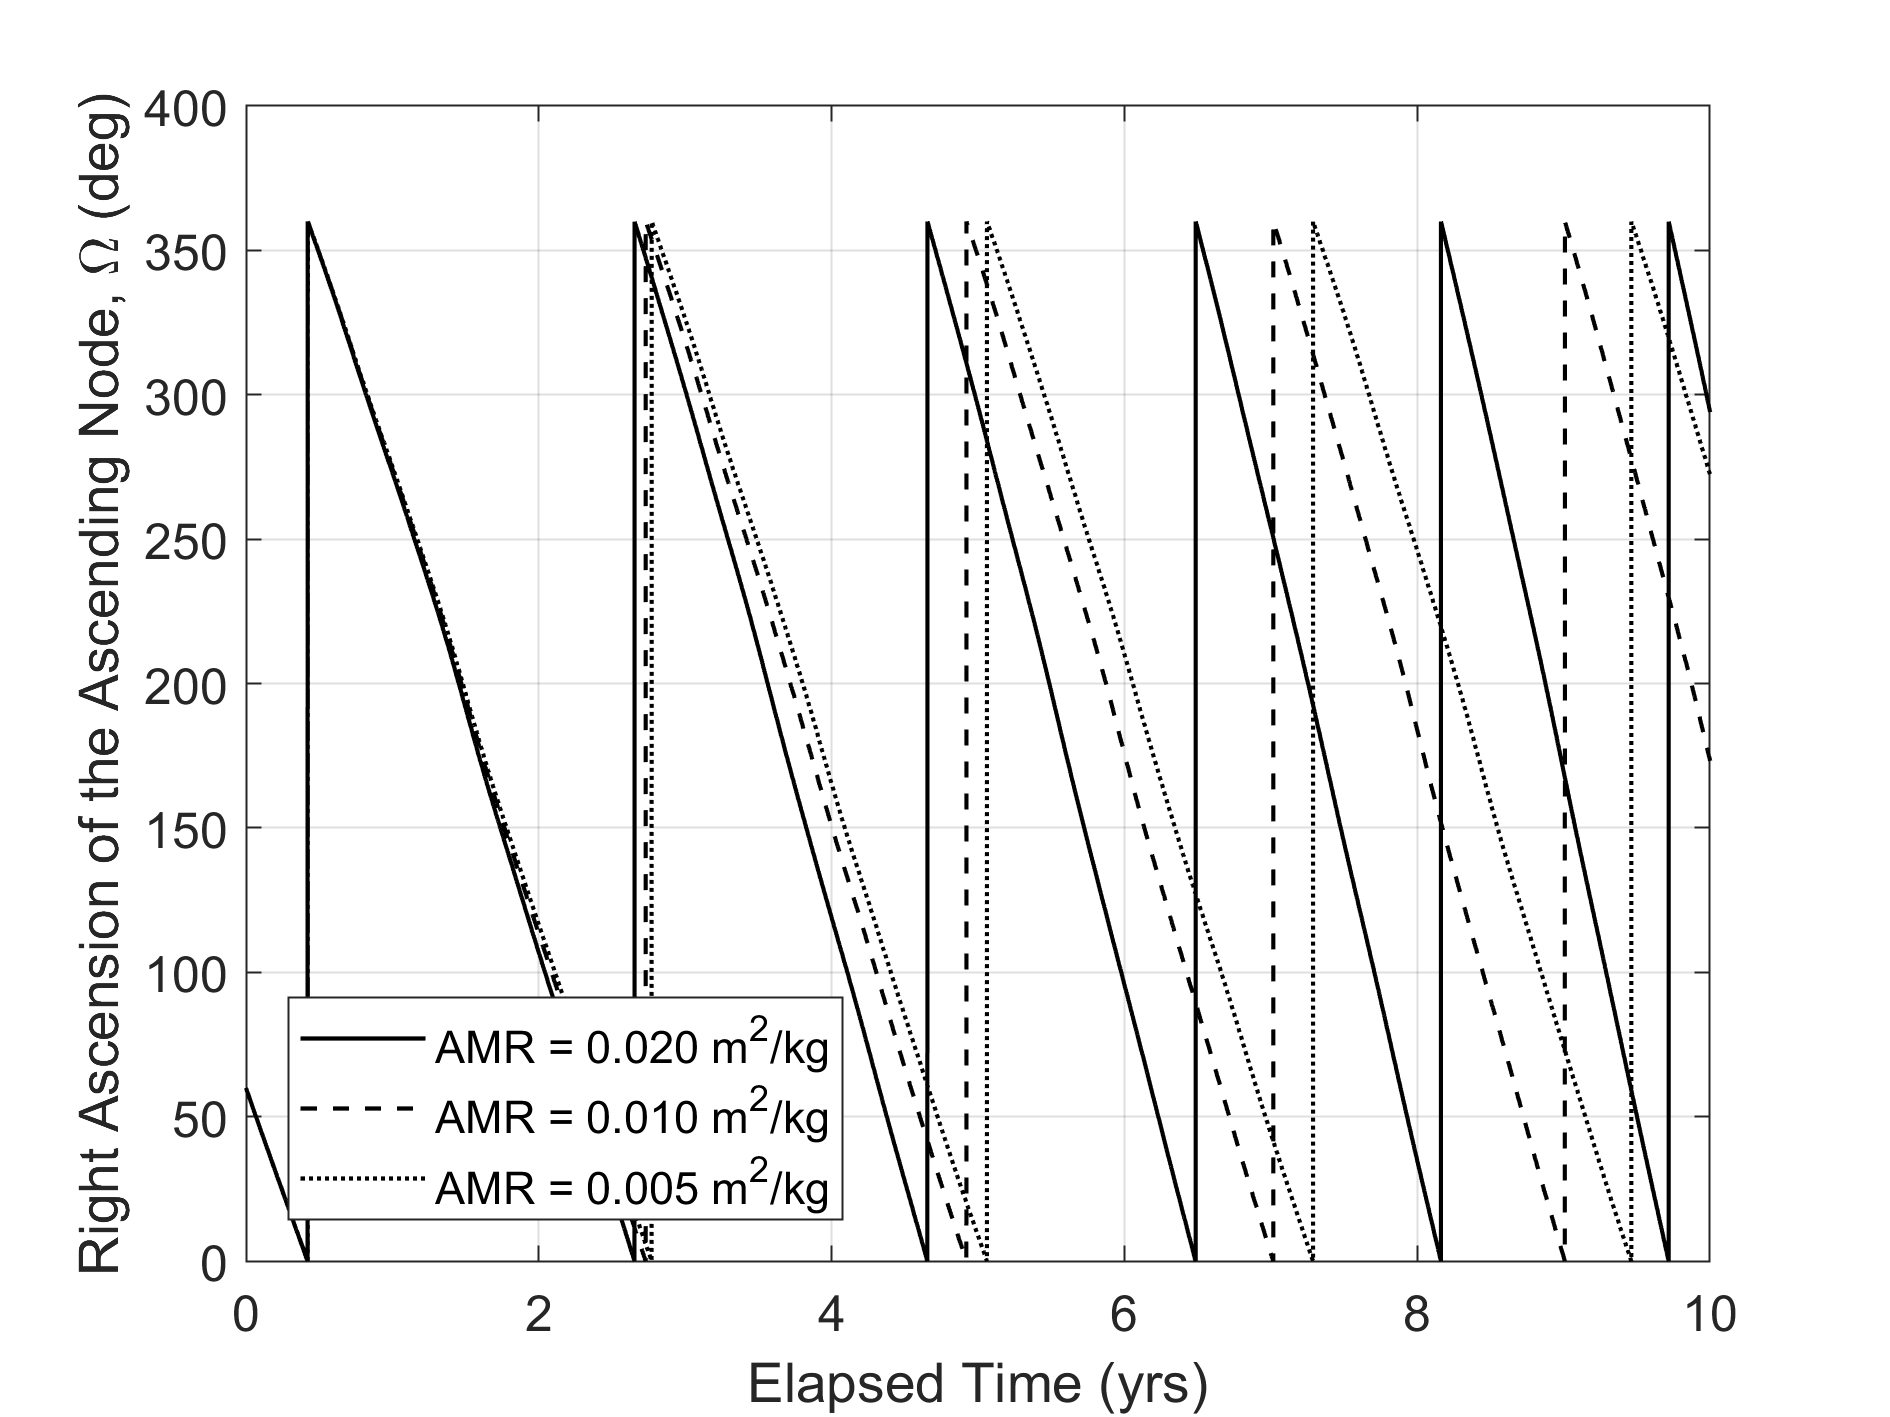 Right Ascension of the Ascending Node, Ω (deg)
400
350
300
250
200
150
100
50
0
AMR = 0.020 m²/kg
AMR = 0.010 m²/kg
AMR = 0.005 m²/kg
0 2 4 6 8 10
Elapsed Time (yrs)